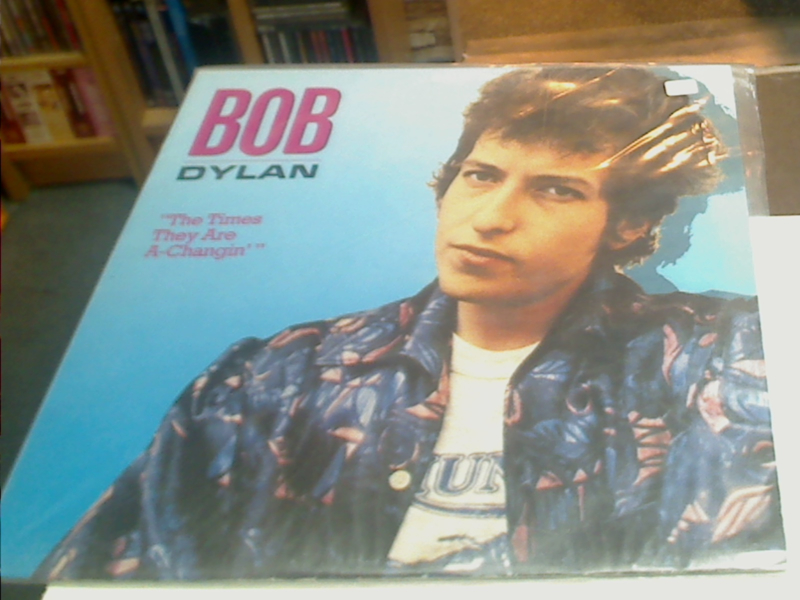 BOB
DYLAN
"The Times
They Are
A-Changin' "